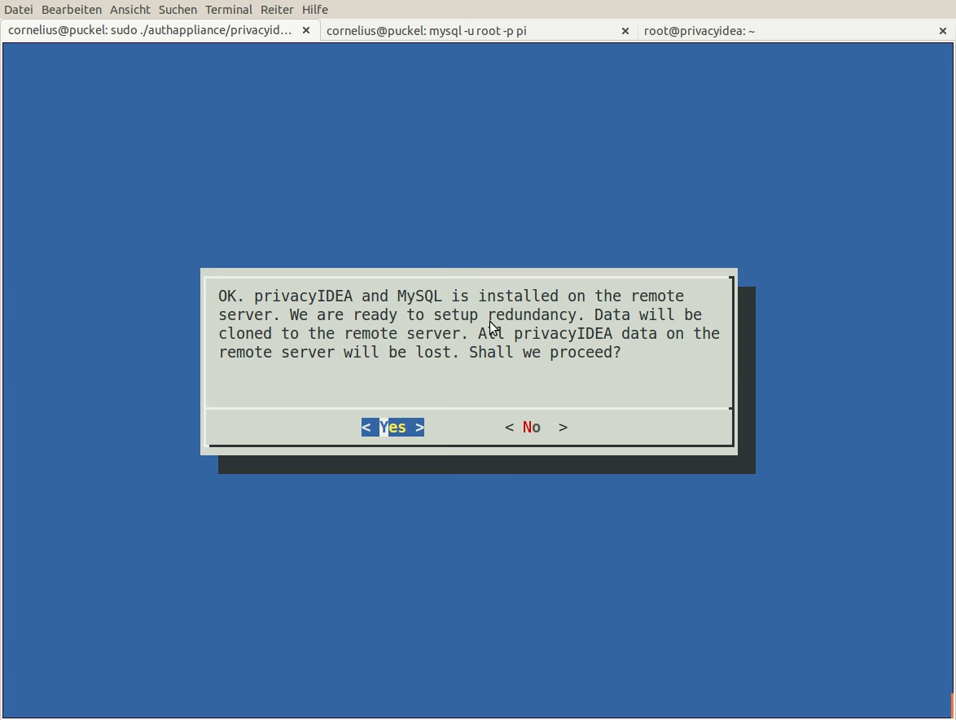 Datei Bearbeiten Ansicht Suchen Terminal Reiter Hilfe
cornelius@puckel: sudo ./authappliance/privacyid... × cornelius@puckel: mysql -u root -p pi × root@privacyidea: ~ ×
OK. privacyIDEA and MySQL is installed on the remote
server. We are ready to setup redundancy. Data will be
cloned to the remote server. All privacyIDEA data on the
remote server will be lost. Shall we proceed?
< Yes > < No >